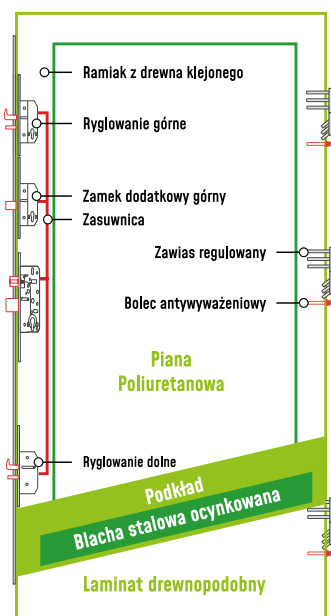 Ramiak z drewna klejonego
Ryglowanie górne
Zamek dodatkowy górny
Zasuwnica
Zawias regulowany
Bolec antywyważeniowy
Piana
Poliuretanowa
Ryglowanie dolne
Podkład
Blacha stalowa ocynkowana
Laminat drewnopodobny